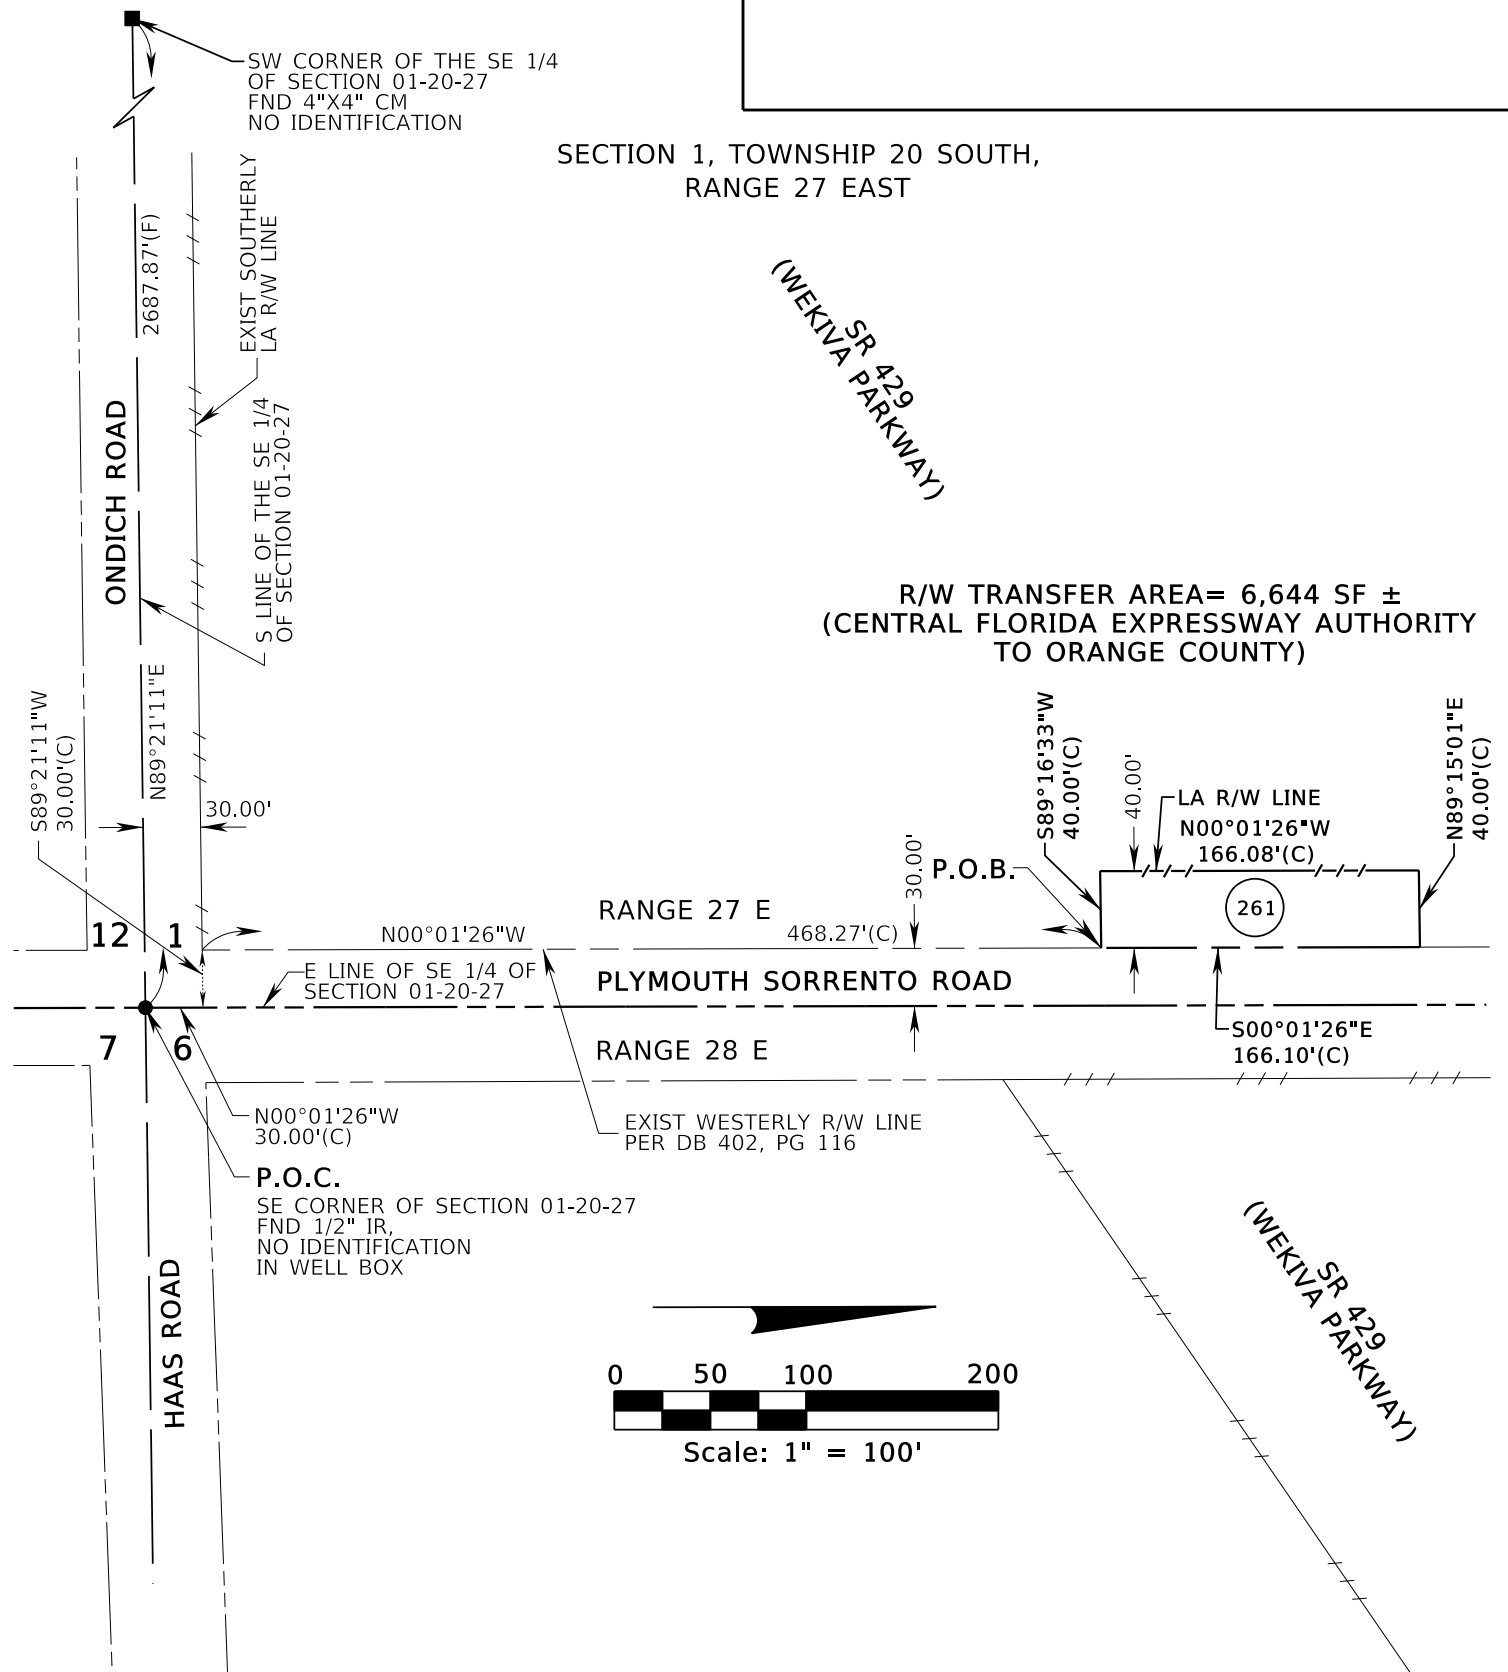 SW CORNER OF THE SE 1/4
OF SECTION 01-20-27
FND 4"X4" CM
NO IDENTIFICATION
SECTION 1, TOWNSHIP 20 SOUTH,
RANGE 27 EAST
2687.87'(F)
EXIST SOUTHERLY
LA R/W LINE
SR 429
(WEKIVA PARKWAY)
ONDICH ROAD
S LINE OF THE SE 1/4
OF SECTION 01-20-27
R/W TRANSFER AREA= 6,644 SF ±
(CENTRAL FLORIDA EXPRESSWAY AUTHORITY
TO ORANGE COUNTY)
S89°21'11"W
30.00'(C)
N89°21'11"E
30.00'
S89°16'33"W
40.00'(C)
40.00'
LA R/W LINE
N00°01'26"W
166.08'(C)
N89°15'01"E
40.00'(C)
30.00'
P.O.B.
261
12
1
N00°01'26"W
RANGE 27 E
468.27'(C)
E LINE OF SE 1/4 OF
SECTION 01-20-27
PLYMOUTH SORRENTO ROAD
7
6
RANGE 28 E
S00°01'26"E
166.10'(C)
N00°01'26"W
30.00'(C)
EXIST WESTERLY R/W LINE
PER DB 402, PG 116
P.O.C.
SE CORNER OF SECTION 01-20-27
FND 1/2" IR,
NO IDENTIFICATION
IN WELL BOX
HAAS ROAD
SR 429
(WEKIVA PARKWAY)
0 50 100 200
Scale: 1" = 100'